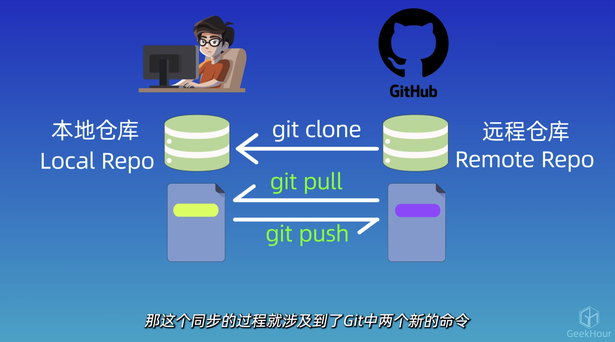 GitHub
本地仓库
Local Repo
git clone
远程仓库
Remote Repo
git pull
git push
那这个同步的过程就涉及到了Git中两个新的命令
GeekHour